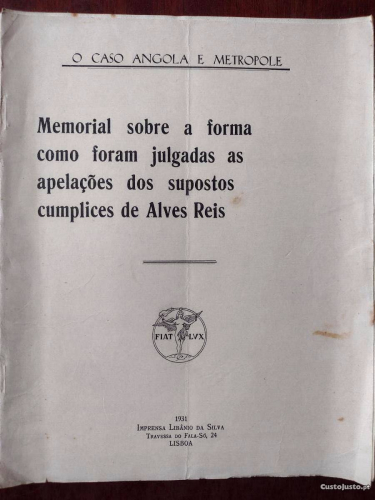 O CASO ANGOLA E METROPOLE
Memorial sobre a forma
como foram julgadas as
apelações dos supostos
cumplices de Alves Reis
FIAT LVX
1931
IMPRENSA LIBÂNIO DA SILVA
TRAVESSA DO FALA-SÓ, 24
LISBOA
CustoJusto.pt